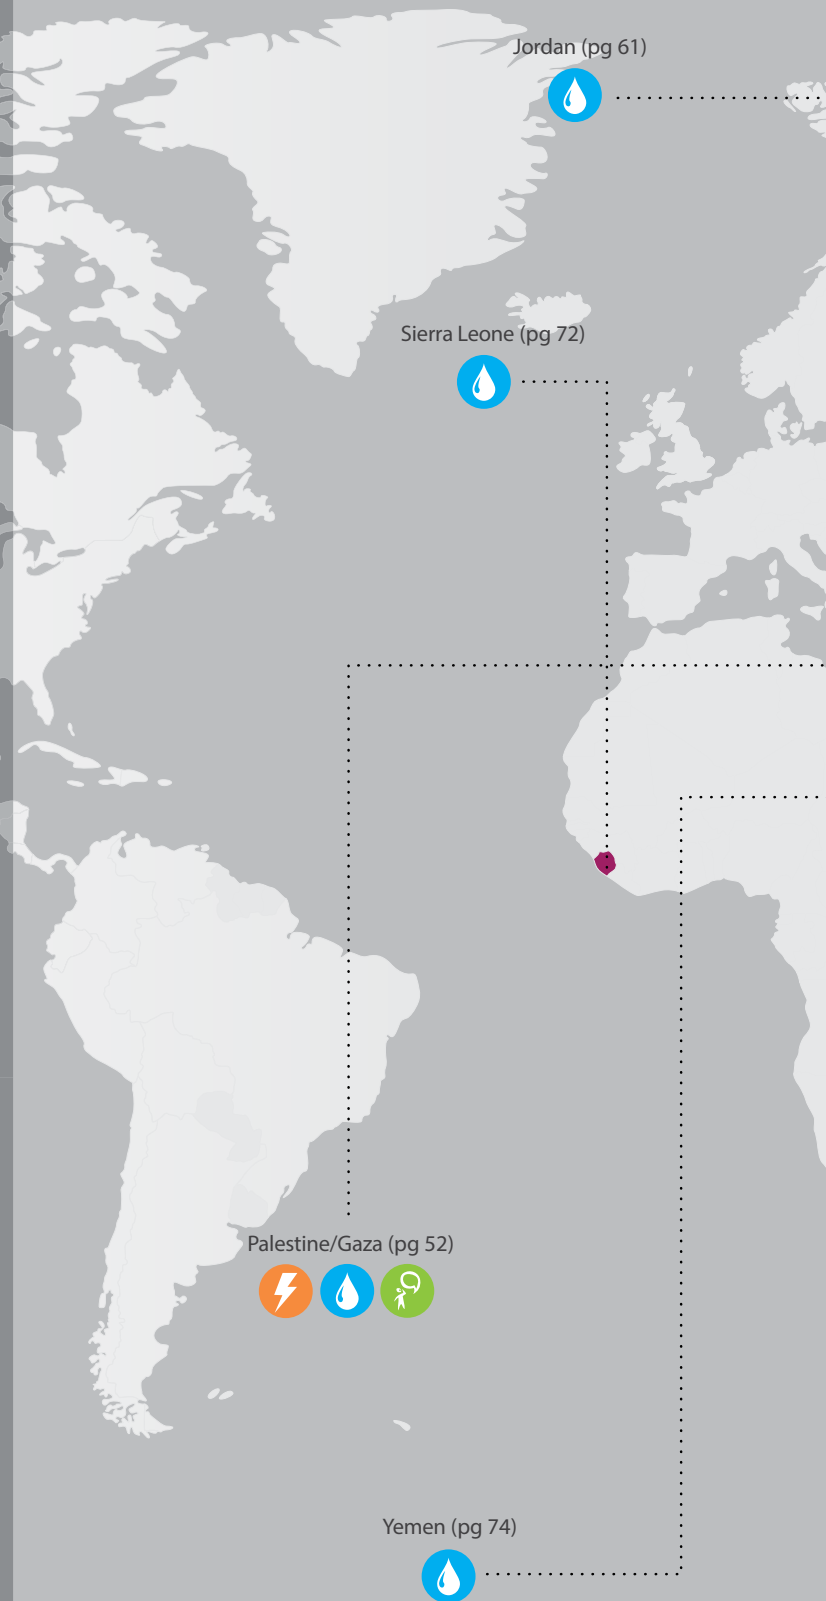 Jordan (pg 61)
Sierra Leone (pg 72)
Palestine/Gaza (pg 52)
Yemen (pg 74)